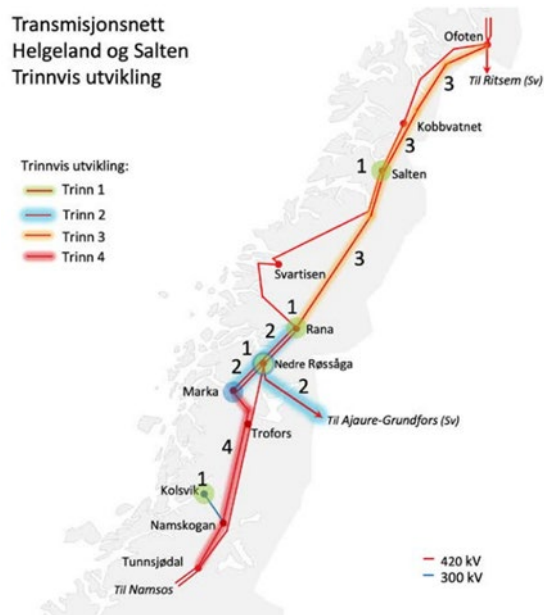 Transmisjonsnett
Helgeland og Salten
Trinnvis utvikling
Ofoten
3
Til Ritsem (Sv)
Kobbvatnet
3
Trinnvis utvikling:
Trinn 1
Trinn 2
Trinn 3
Trinn 4
1
Salten
3
Svartisen
1
2
Rana
1
2
Nedre Røssåga
Marka
2
Til Ajaure-Grundfors (Sv)
Trofors
4
1
Kolsvik
Namskogan
Tunnsjødal
Til Namsos
420 kV
300 kV